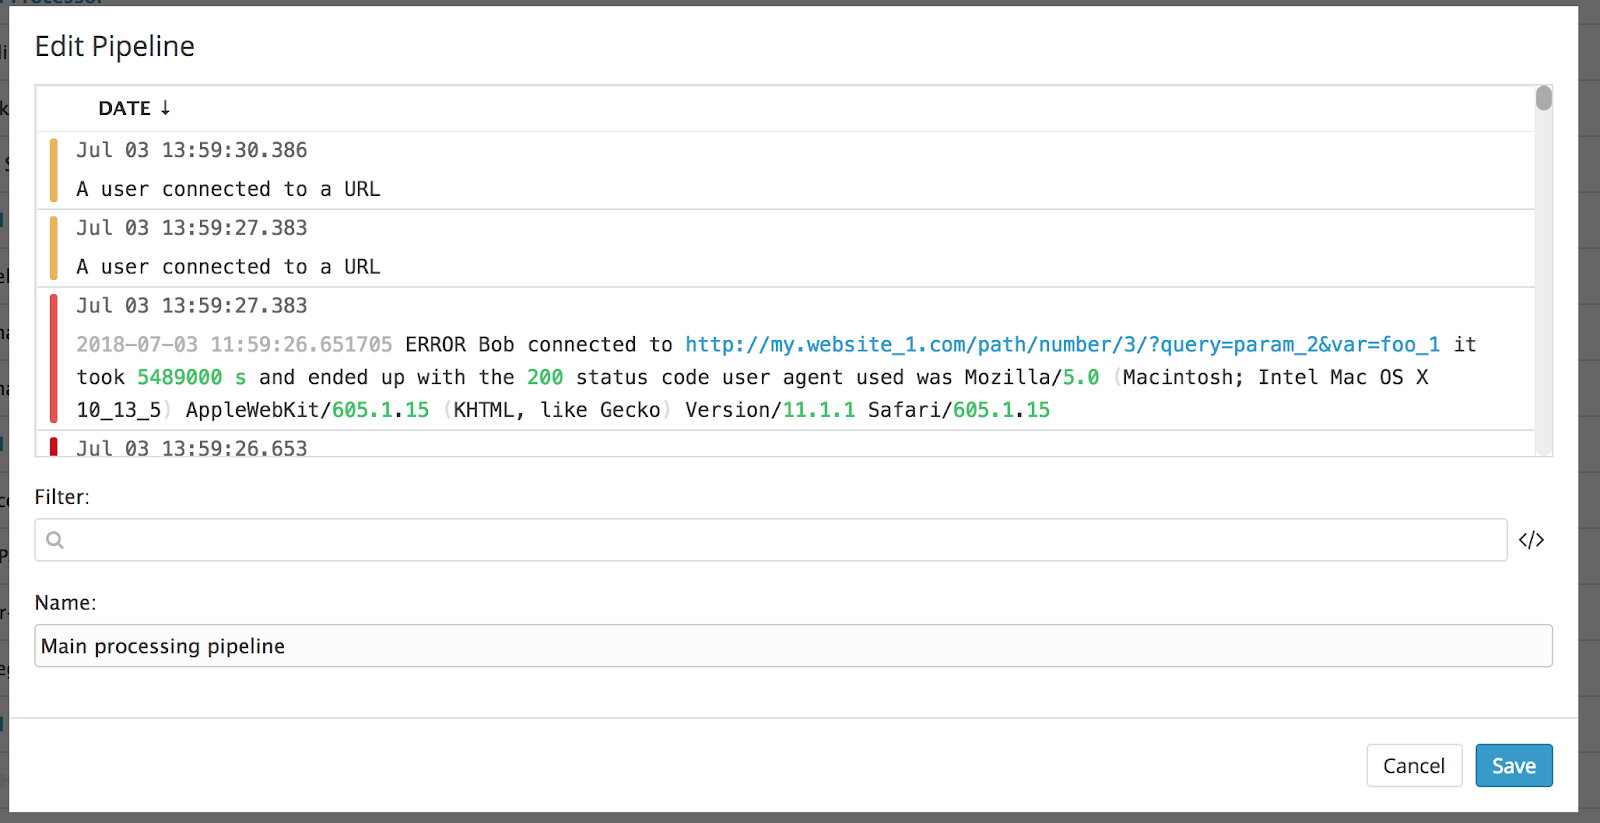 Edit Pipeline
DATE ↓
Jul 03 13:59:30.386
A user connected to a URL
Jul 03 13:59:27.383
A user connected to a URL
Jul 03 13:59:27.383
2018-07-03 11:59:26.651705 ERROR Bob connected to http://my.website_1.com/path/number/3/?query=param_2&var=foo_1 it
took 5489000 s and ended up with the 200 status code user agent used was Mozilla/5.0 (Macintosh; Intel Mac OS X
10_13_5) AppleWebKit/605.1.15 (KHTML, like Gecko) Version/11.1.1 Safari/605.1.15
Jul 03 13:59:26.653
Filter:
</>
Name:
Main processing pipeline
Cancel Save